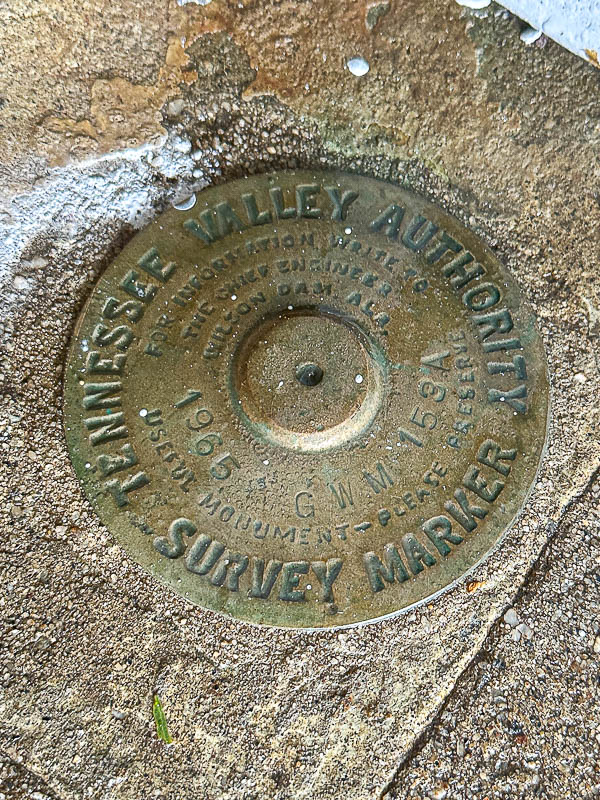 TENNESSEE VALLEY AUTHORITY
FOR INFORMATION WRITE TO
THE CHIEF ENGINEER
WILSON DAM, ALA.
1965
GWM 158A
USEFUL MONUMENT—PLEASE PRESERVE
SURVEY MARKER